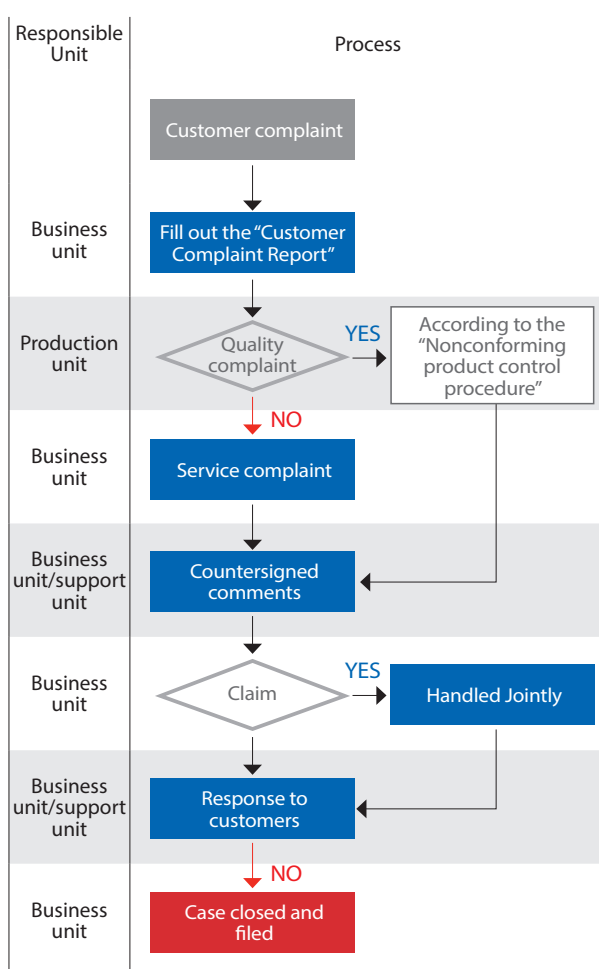 Responsible
Unit
Process
Customer complaint
Business
unit
Fill out the “Customer
Complaint Report”
Production
unit
Quality
complaint
YES
According to the
“Nonconforming
product control
procedure”
NO
Business
unit
Service complaint
Business
unit/support
unit
Countersigned
comments
Business
unit
Claim
YES
Handled Jointly
Business
unit/support
unit
Response to
customers
NO
Business
unit
Case closed and
filed